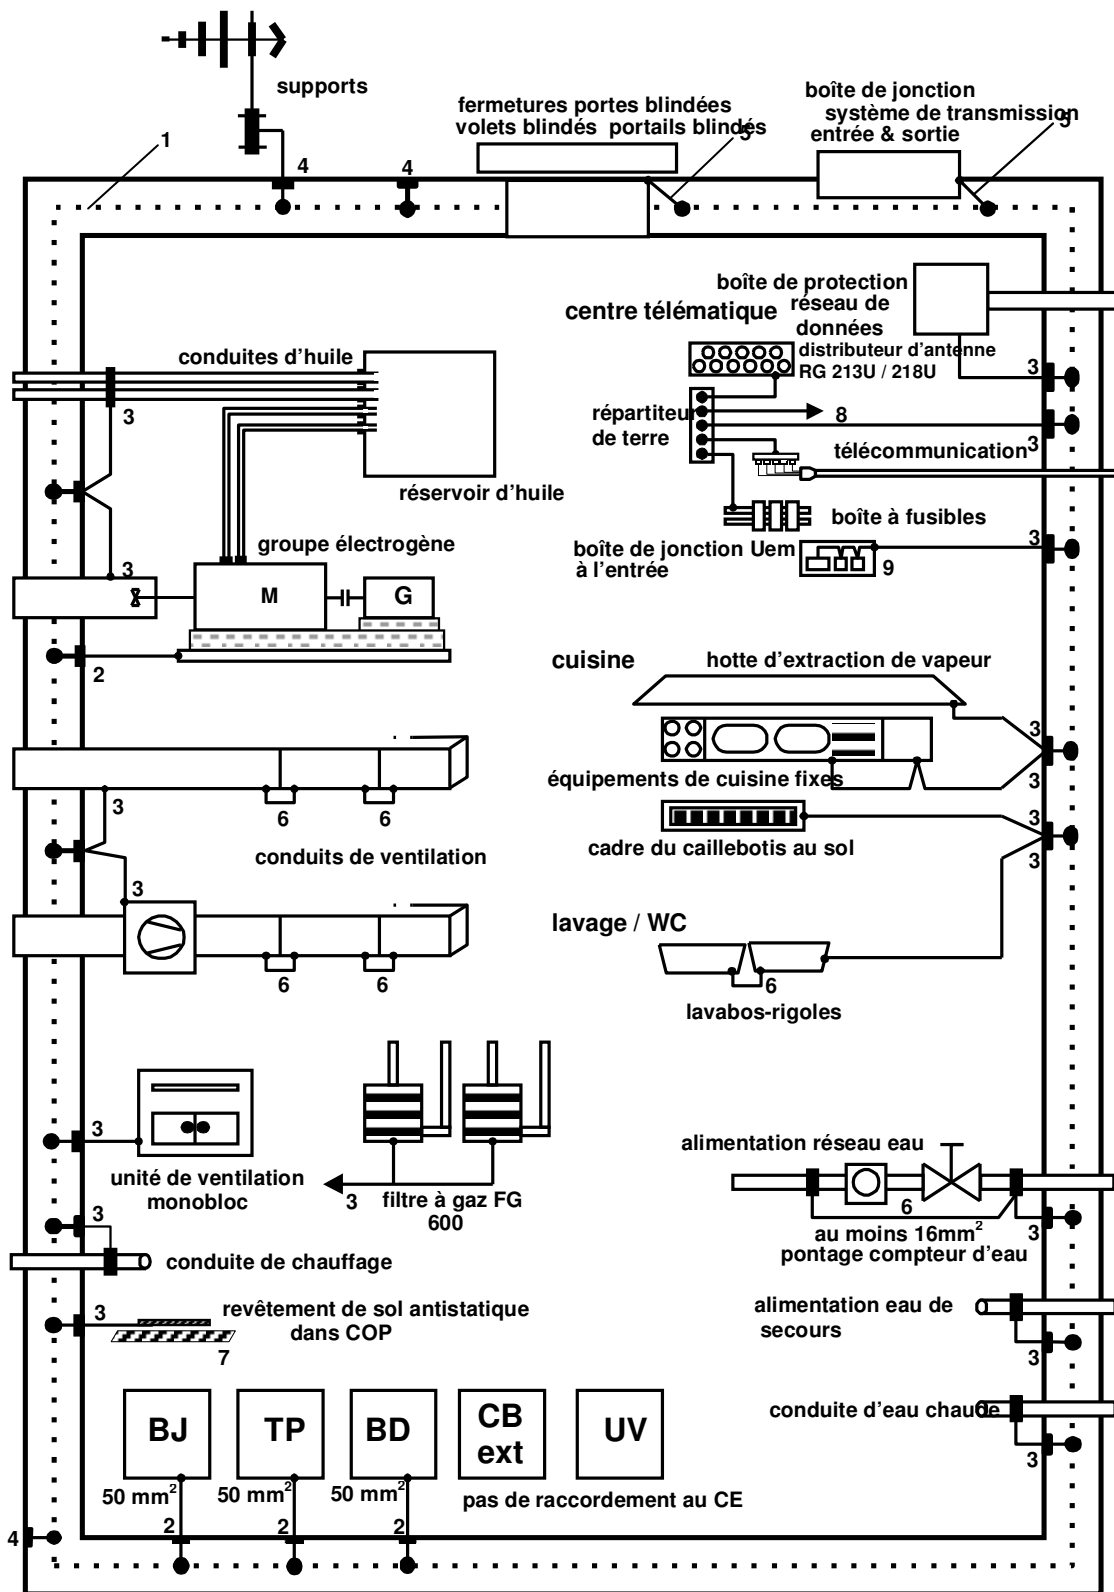 supports
fermetures portes blindées
volets blindés portails blindés
boîte de jonction
système de transmission
entrée & sortie
1
4
4
5
5
boîte de protection
réseau de
données
centre télématique
distributeur d'antenne
RG 213U / 218U
3
conduites d'huile
3
répartiteur
de terre
8
3
télécommunication
réservoir d'huile
boîte à fusibles
groupe électrogène
boîte de jonction Uem
à l'entrée
9
3
3
M
G
2
cuisine
hotte d'extraction de vapeur
3
équipements de cuisine fixes
3
3
6
6
cadre du caillebotis au sol
3
3
conduits de ventilation
3
lavage / WC
6
6
6
lavabos-rigoles
3
unité de ventilation
monobloc
3
filtre à gaz FG
600
alimentation réseau eau
6
au moins 16mm²
pontage compteur d'eau
3
3
conduite de chauffage
3
revêtement de sol antistatique
dans COP
7
alimentation eau de
secours
3
conduite d'eau chaude
6
3
BJ
TP
BD
CB
ext
UV
50 mm²
50 mm²
50 mm²
pas de raccordement au CE
2
2
2
4